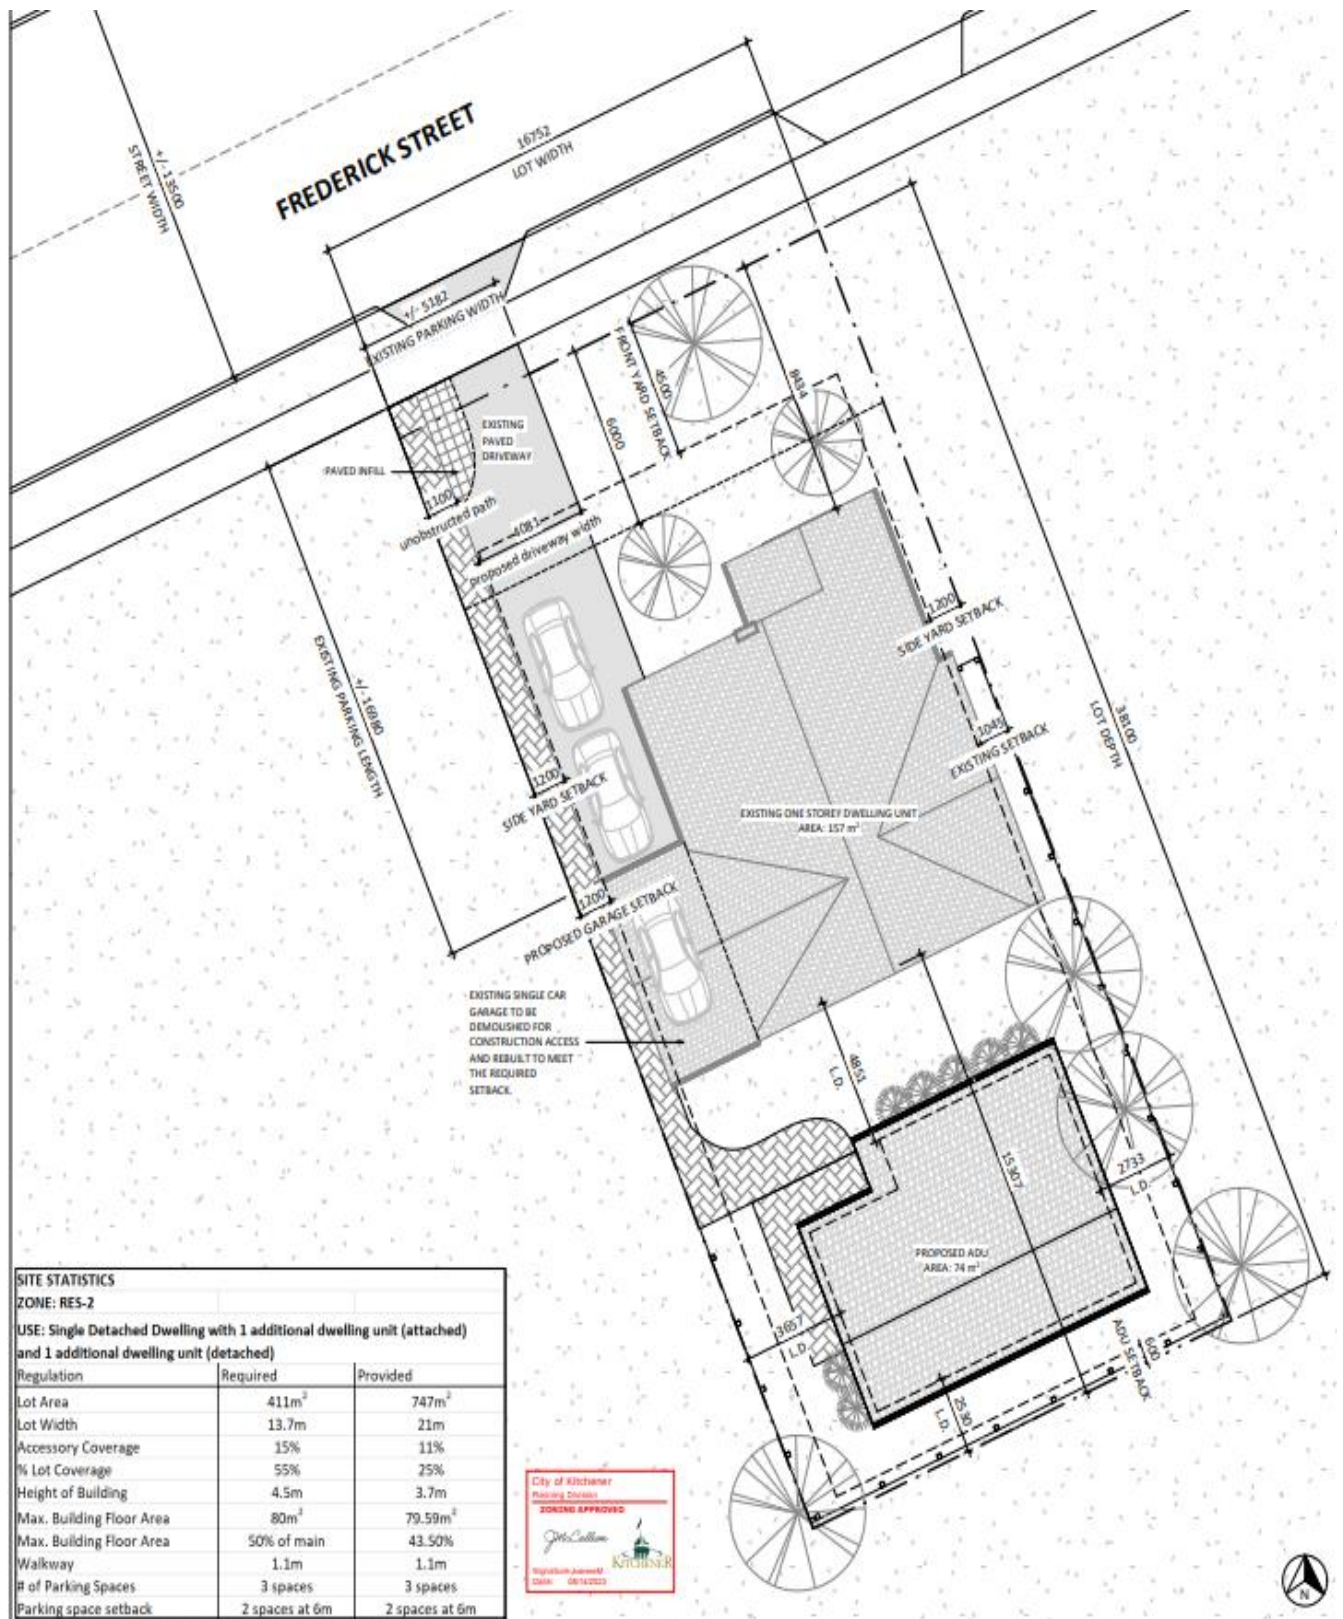 FREDERICK STREET
+/- 13500
STREET WIDTH
16752
LOT WIDTH
+/- 5182
EXISTING PARKING WIDTH
FRONT YARD SETBACK
4500
6000
8434
EXISTING
PAVED
DRIVEWAY
PAVED INFILL
1100
unobstructed path
4081
proposed driveway width
1200
SIDE YARD SETBACK
+/- 16980
EXISTING PARKING LENGTH
38100
LOT DEPTH
1045
EXISTING SETBACK
1200
SIDE YARD SETBACK
EXISTING ONE STOREY DWELLING UNIT
AREA: 157 m²
1200
PROPOSED GARAGE SETBACK
EXISTING SINGLE CAR
GARAGE TO BE
DEMOLISHED FOR
CONSTRUCTION ACCESS
AND REBUILT TO MEET
THE REQUIRED
SETBACK.
4851
L.D.
15307
2733
L.D.
PROPOSED ADU
AREA: 74 m²
3657
L.D.
2530
L.D.
600
ADU SETBACK
SITE STATISTICS
ZONE: RES-2
USE: Single Detached Dwelling with 1 additional dwelling unit (attached)
and 1 additional dwelling unit (detached)
Regulation Required Provided
Lot Area 411m² 747m²
Lot Width 13.7m 21m
Accessory Coverage 15% 11%
% Lot Coverage 55% 25%
Height of Building 4.5m 3.7m
Max. Building Floor Area 80m² 79.59m²
Max. Building Floor Area 50% of main 43.50%
Walkway 1.1m 1.1m
# of Parking Spaces 3 spaces 3 spaces
Parking space setback 2 spaces at 6m 2 spaces at 6m
City of Kitchener
Planning Division
ZONING APPROVED
KITCHENER
Date:
N